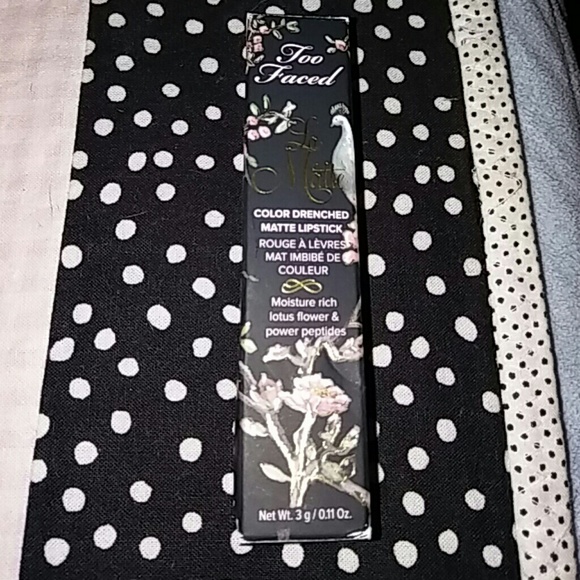 Too
Faced
La
Matte
COLOR DRENCHED
MATTE LIPSTICK
ROUGE À LÈVRES
MAT IMBIBÉ DE
COULEUR
Moisture rich
lotus flower &
power peptides
Net Wt. 3 g / 0.11 Oz.